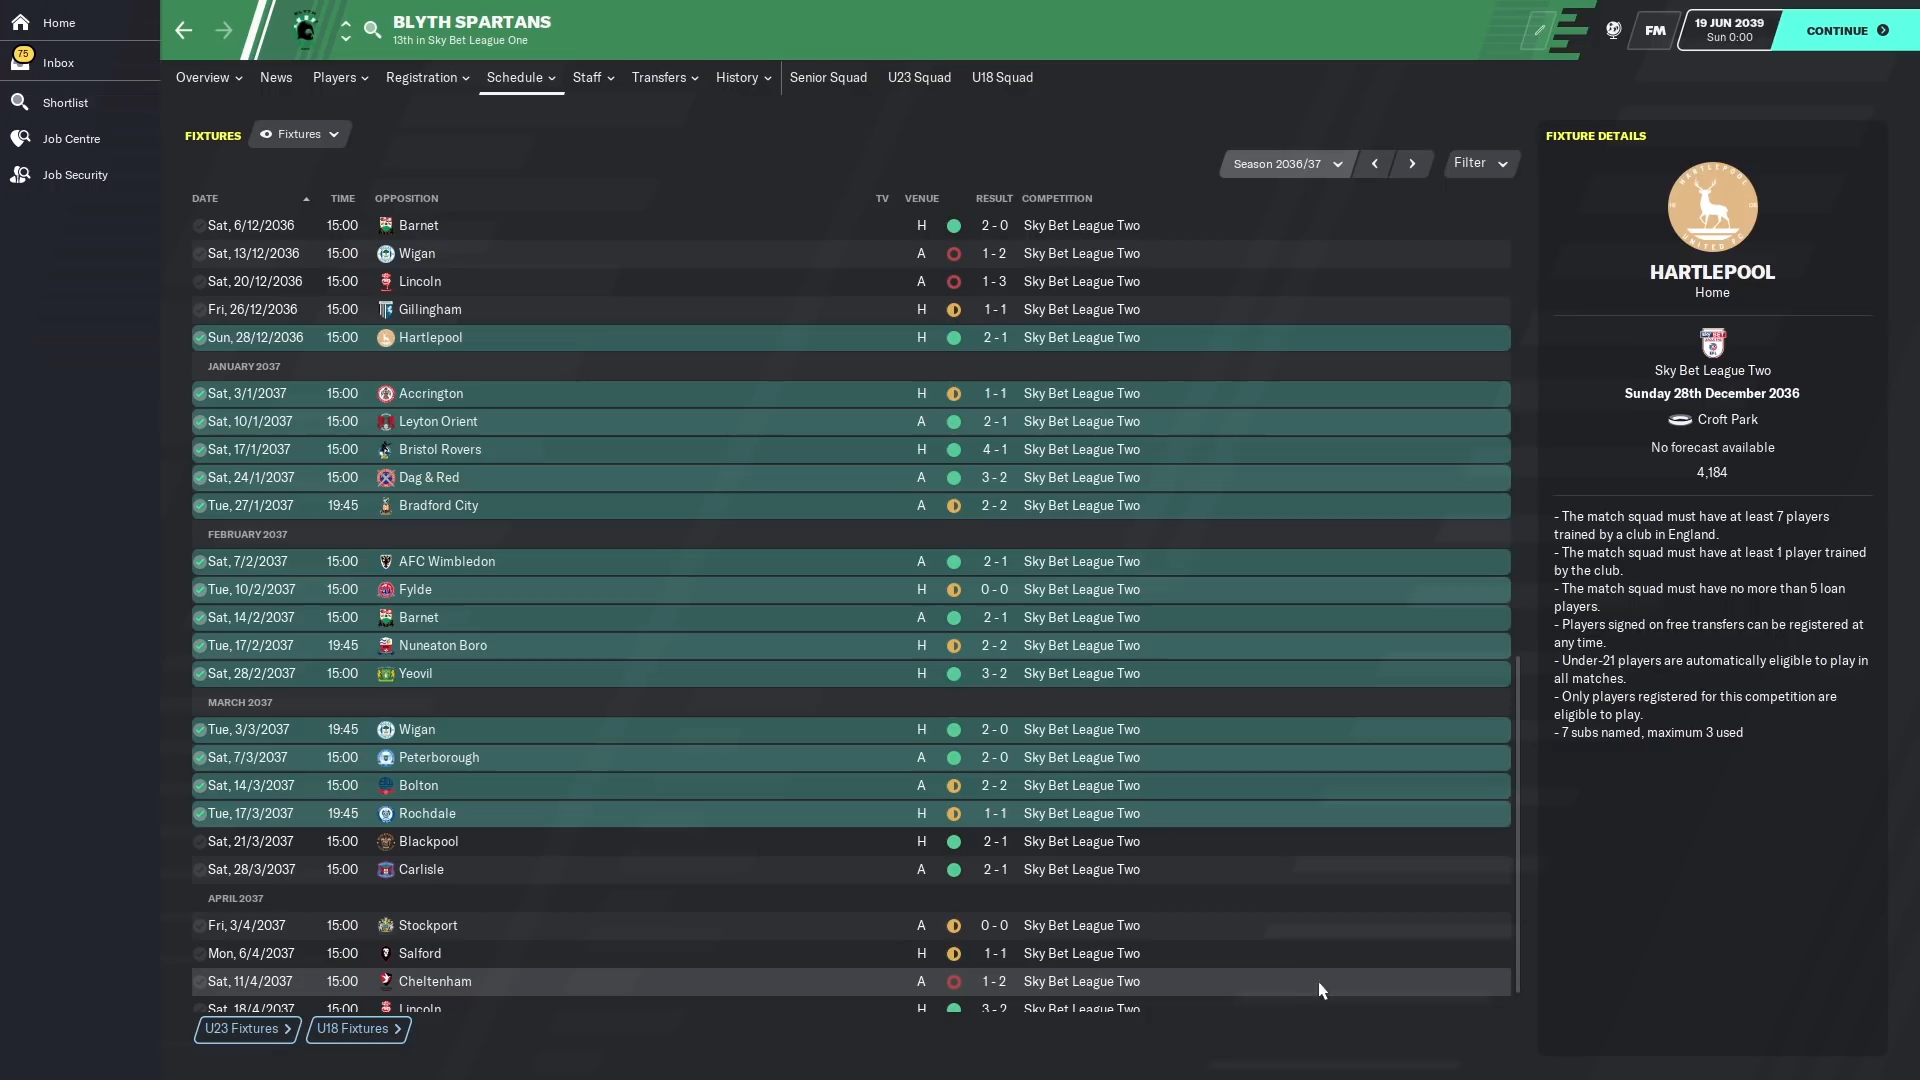 Home
75
Inbox
Shortlist
Job Centre
Job Security
BLYTH SPARTANS
13th in Sky Bet League One
FM
19 JUN 2039
Sun 0:00
CONTINUE
Overview News Players Registration Schedule Staff Transfers History Senior Squad U23 Squad U18 Squad
FIXTURES Fixtures
Season 2036/37 Filter
DATE TIME OPPOSITION TV VENUE RESULT COMPETITION
Sat, 6/12/2036 15:00 Barnet H 2 - 0 Sky Bet League Two
Sat, 13/12/2036 15:00 Wigan A 1 - 2 Sky Bet League Two
Sat, 20/12/2036 15:00 Lincoln A 1 - 3 Sky Bet League Two
Fri, 26/12/2036 15:00 Gillingham H 1 - 1 Sky Bet League Two
Sun, 28/12/2036 15:00 Hartlepool H 2 - 1 Sky Bet League Two
JANUARY 2037
Sat, 3/1/2037 15:00 Accrington H 1 - 1 Sky Bet League Two
Sat, 10/1/2037 15:00 Leyton Orient A 2 - 1 Sky Bet League Two
Sat, 17/1/2037 15:00 Bristol Rovers H 4 - 1 Sky Bet League Two
Sat, 24/1/2037 15:00 Dag & Red A 3 - 2 Sky Bet League Two
Tue, 27/1/2037 19:45 Bradford City A 2 - 2 Sky Bet League Two
FEBRUARY 2037
Sat, 7/2/2037 15:00 AFC Wimbledon A 2 - 1 Sky Bet League Two
Tue, 10/2/2037 15:00 Fylde H 0 - 0 Sky Bet League Two
Sat, 14/2/2037 15:00 Barnet A 2 - 1 Sky Bet League Two
Tue, 17/2/2037 19:45 Nuneaton Boro H 2 - 2 Sky Bet League Two
Sat, 28/2/2037 15:00 Yeovil H 3 - 2 Sky Bet League Two
MARCH 2037
Tue, 3/3/2037 19:45 Wigan H 2 - 0 Sky Bet League Two
Sat, 7/3/2037 15:00 Peterborough A 2 - 0 Sky Bet League Two
Sat, 14/3/2037 15:00 Bolton A 2 - 2 Sky Bet League Two
Tue, 17/3/2037 19:45 Rochdale H 1 - 1 Sky Bet League Two
Sat, 21/3/2037 15:00 Blackpool H 2 - 1 Sky Bet League Two
Sat, 28/3/2037 15:00 Carlisle A 2 - 1 Sky Bet League Two
APRIL 2037
Fri, 3/4/2037 15:00 Stockport A 0 - 0 Sky Bet League Two
Mon, 6/4/2037 15:00 Salford H 1 - 1 Sky Bet League Two
Sat, 11/4/2037 15:00 Cheltenham A 1 - 2 Sky Bet League Two
Sat, 18/4/2037 15:00 Lincoln H 3 - 2 Sky Bet League Two
U23 Fixtures U18 Fixtures
FIXTURE DETAILS
HARTLEPOOL
UNITED FC
HARTLEPOOL
Home
SKY BET
EFL
Sky Bet League Two
Sunday 28th December 2036
Croft Park
No forecast available
4,184
- The match squad must have at least 7 players
trained by a club in England.
- The match squad must have at least 1 player trained
by the club.
- The match squad must have no more than 5 loan
players.
- Players signed on free transfers can be registered at
any time.
- Under-21 players are automatically eligible to play in
all matches.
- Only players registered for this competition are
eligible to play.
- 7 subs named, maximum 3 used